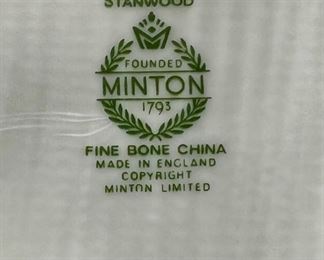 STANWOOD
FOUNDED
MINTON
1793
FINE BONE CHINA
MADE IN ENGLAND
COPYRIGHT
MINTON LIMITED